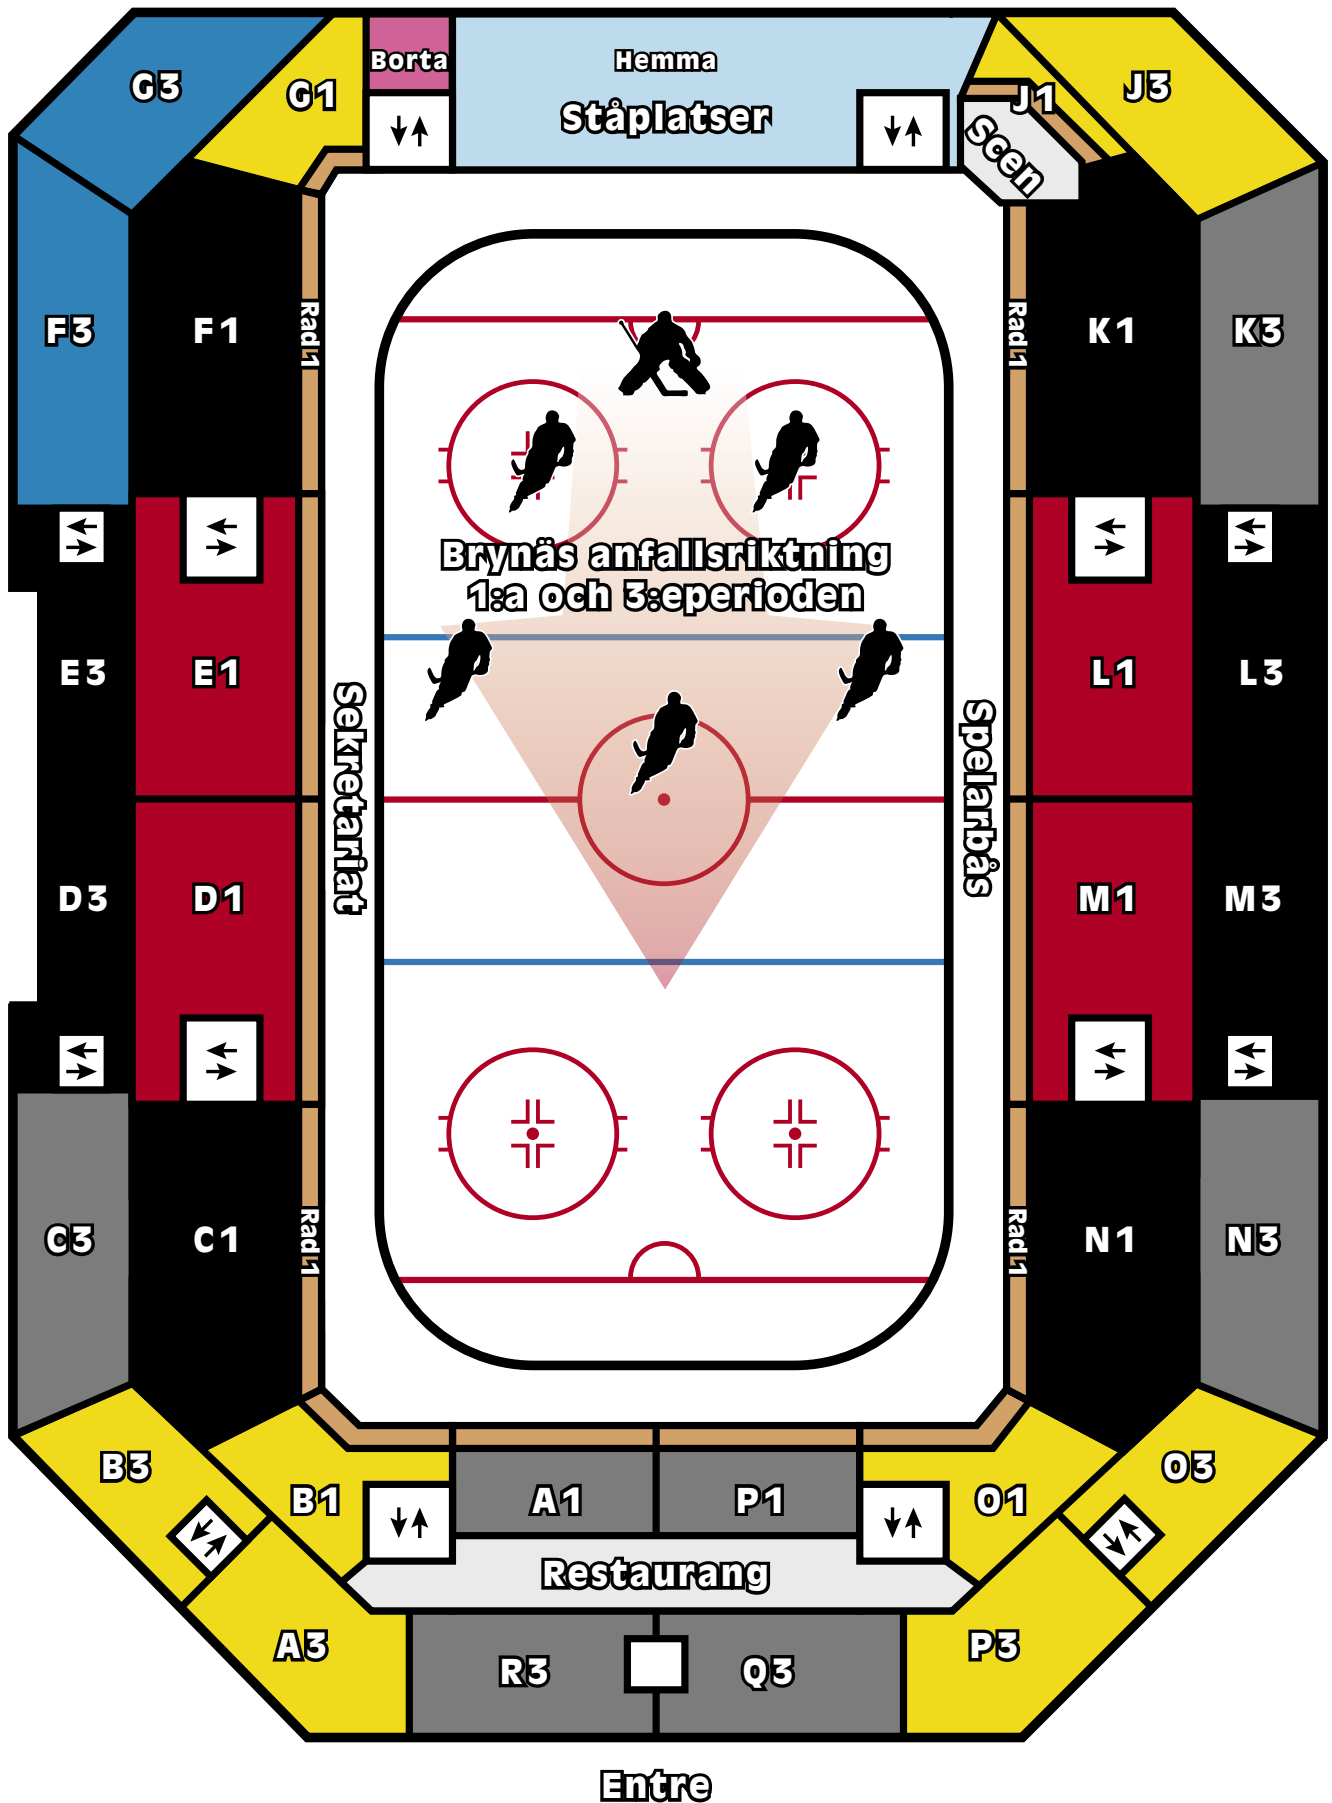 Borta
Hemma
G3
G1
Ståplatser
J1
J3
Scen
F3
F1
Rad 1
Rad 1
K1
K3
Brynäs anfallsriktning
1:a och 3:eperioden
E3
E1
L1
L3
Sekretariat
Spelarbås
D3
D1
M1
M3
C3
C1
Rad 1
Rad 1
N1
N3
B3
O3
B1
A1
P1
O1
Restaurang
A3
R3
Q3
P3
Entre